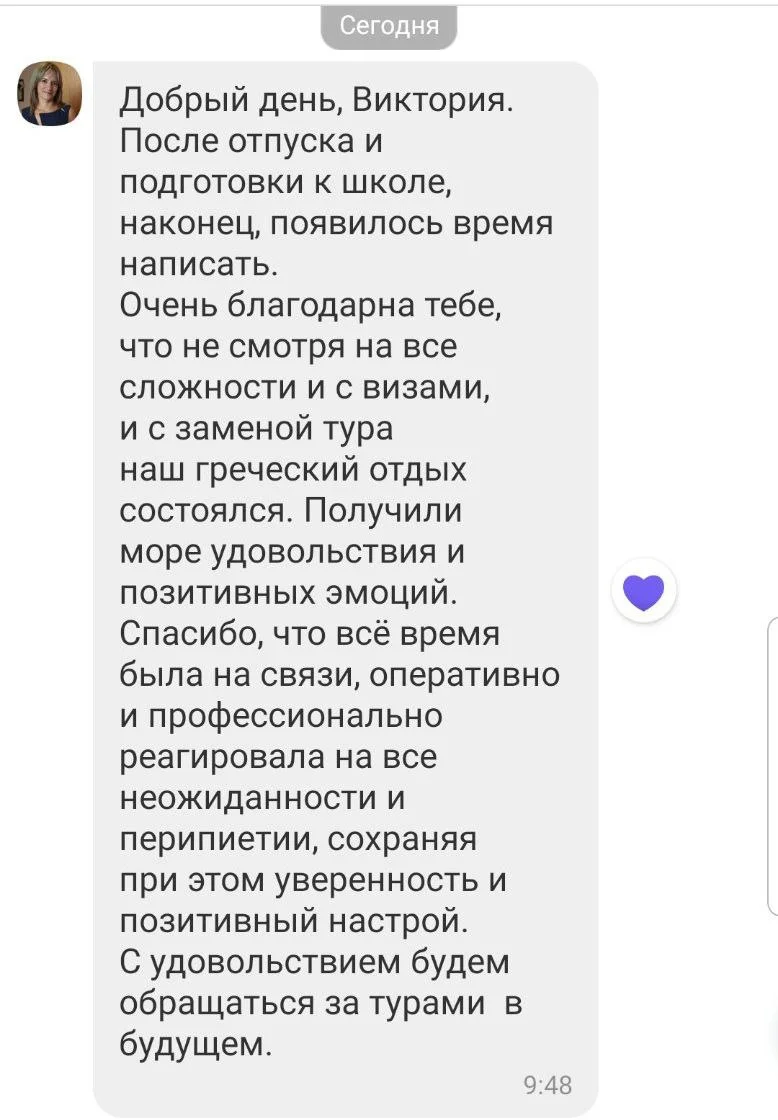 Сегодня
Добрый день, Виктория.
После отпуска и
подготовки к школе,
наконец, появилось время
написать.
Очень благодарна тебе,
что не смотря на все
сложности и с визами,
и с заменой тура
наш греческий отдых
состоялся. Получили
море удовольствия и
позитивных эмоций.
Спасибо, что всё время
была на связи, оперативно
и профессионально
реагировала на все
неожиданности и
перипиетии, сохраняя
при этом уверенность и
позитивный настрой.
С удовольствием будем
обращаться за турами  в
будущем.
9:48